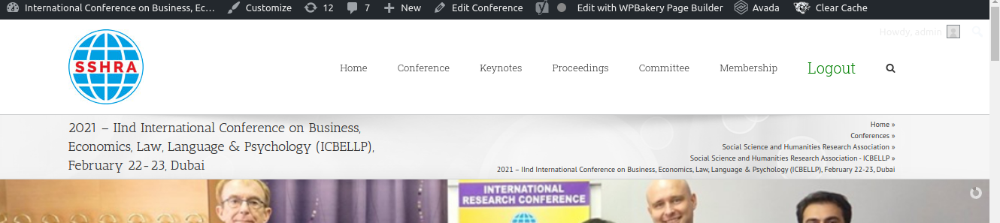 International Conference on Business, Ec... Customize 12 7 New Edit Conference Edit with WPBakery Page Builder Avada Clear Cache
Howdy, admin
SSHRA
Home Conference Keynotes Proceedings Committee Membership Logout
2021 – IInd International Conference on Business,
Economics, Law, Language & Psychology (ICBELLP),
February 22-23, Dubai
Home »
Conferences »
Social Science and Humanities Research Association »
Social Science and Humanities Research Association - ICBELLP »
2021 – IInd International Conference on Business, Economics, Law, Language & Psychology (ICBELLP), February 22-23, Dubai
INTERNATIONAL
RESEARCH CONFERENCE